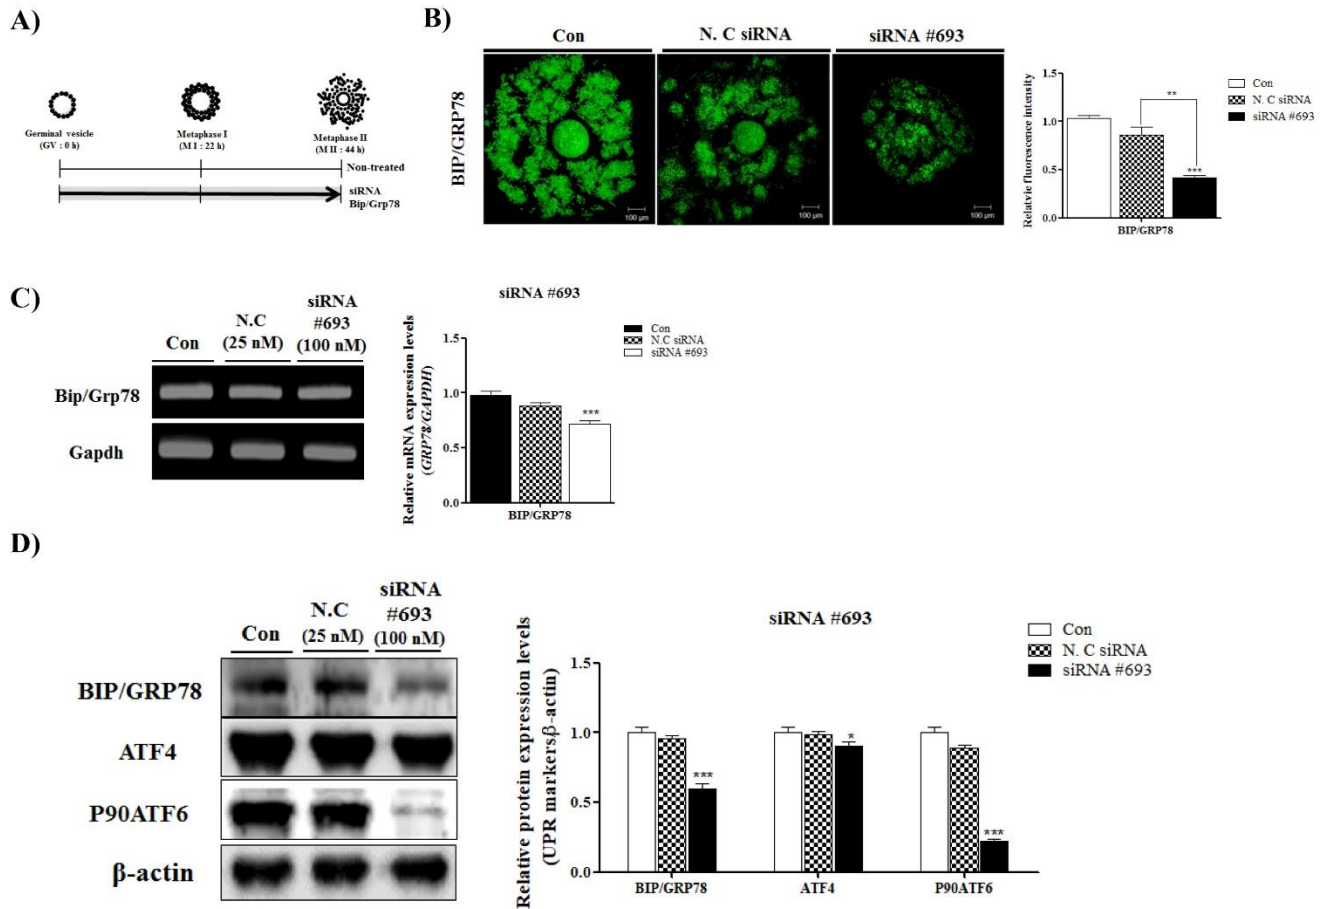 A)
Germinal vesicle
(GV : 0 h)
Metaphase I
(M I : 22 h)
Metaphase II
(M II : 44 h)
Non-treated
siRNA
Bip/Grp78
B)
Con
N. C siRNA
siRNA #693
BIP/GRP78
100 µm
100 µm
100 µm
Relatvie fluorescence intensity
1.5
1.0
0.5
0.0
**
***
BIP/GRP78
Con
N. C siRNA
siRNA #693
C)
Con
N.C
(25 nM)
siRNA
#693
(100 nM)
Bip/Grp78
Gapdh
siRNA #693
Relative mRNA expression levels
(GRP78/GAPDH)
1.5
1.0
0.5
0.0
***
BIP/GRP78
Con
N.C siRNA
siRNA #693
D)
Con
N.C
(25 nM)
siRNA
#693
(100 nM)
BIP/GRP78
ATF4
P90ATF6
β-actin
siRNA #693
Relative protein expression levels
(UPR markers/β-actin)
1.5
1.0
0.5
0.0
***
*
***
BIP/GRP78
ATF4
P90ATF6
Con
N. C siRNA
siRNA #693